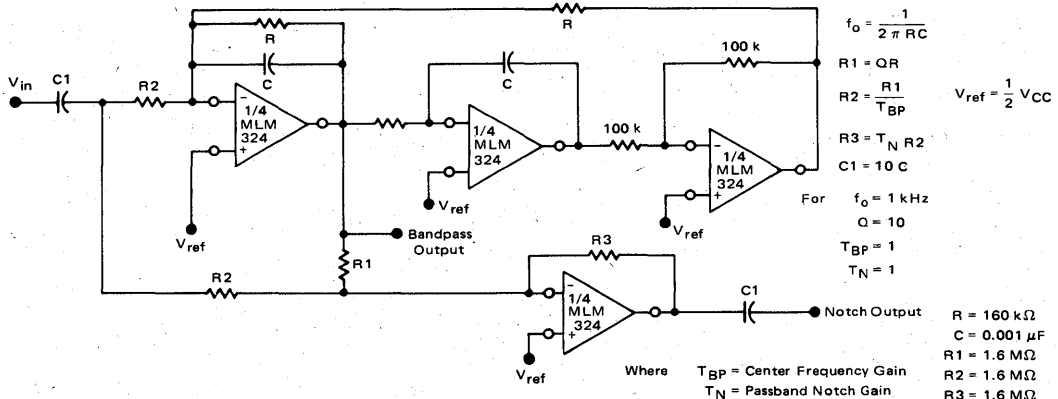 R
R
C
100 k
C
V_in
C1
R2
− 1/4 MLM 324 +
V_ref
− 1/4 MLM 324 +
V_ref
100 k
− 1/4 MLM 324 +
V_ref
Bandpass Output
R1
R2
R3
− 1/4 MLM 324 +
V_ref
C1
Notch Output
f_o = 1 / 2 π RC
R1 = QR
R2 = R1 / T_BP
R3 = T_N R2
C1 = 10 C
V_ref = 1/2 V_CC
For f_o = 1 kHz
Q = 10
T_BP = 1
T_N = 1
R = 160 kΩ
C = 0.001 μF
R1 = 1.6 MΩ
R2 = 1.6 MΩ
R3 = 1.6 MΩ
Where T_BP = Center Frequency Gain
T_N = Passband Notch Gain